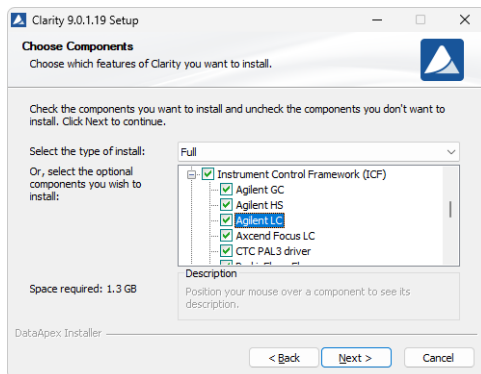 Clarity 9.0.1.19 Setup
Choose Components
Choose which features of Clarity you want to install.
Check the components you want to install and uncheck the components you don't want to
install. Click Next to continue.
Select the type of install:
Full
Or, select the optional
components you wish to
install:
Instrument Control Framework (ICF)
Agilent GC
Agilent HS
Agilent LC
Axcend Focus LC
CTC PAL3 driver
Description
Position your mouse over a component to see its
description.
Space required: 1.3 GB
DataApex Installer
< Back
Next >
Cancel